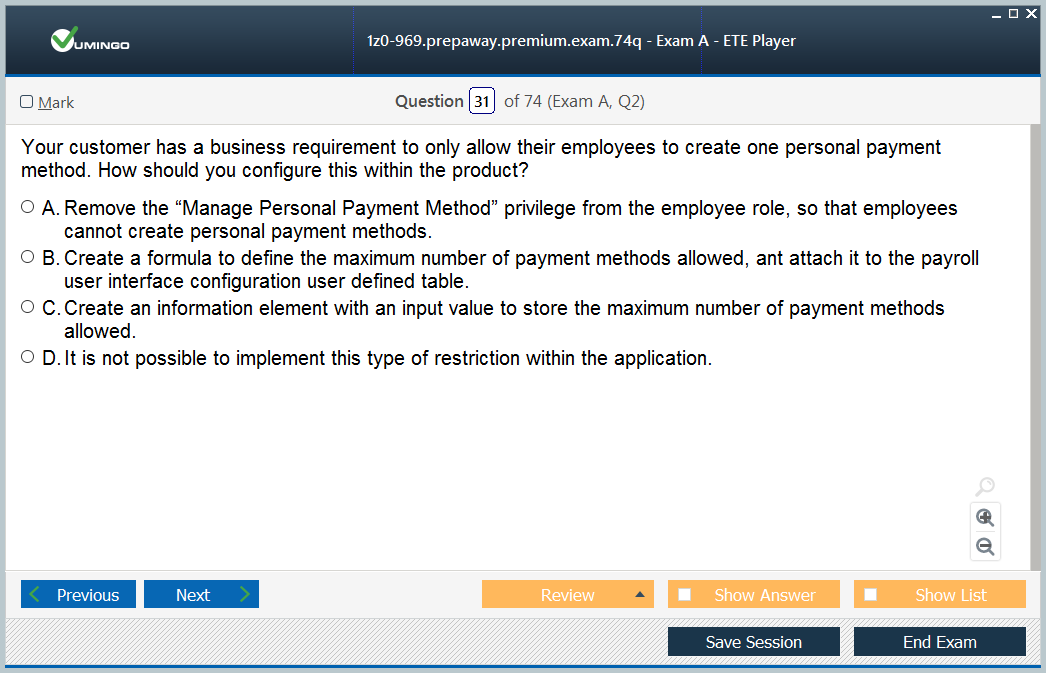 VUMINGO
1z0-969.prepaway.premium.exam.74q - Exam A - ETE Player
Mark
Question 31 of 74 (Exam A, Q2)
Your customer has a business requirement to only allow their employees to create one personal payment
method. How should you configure this within the product?
A. Remove the “Manage Personal Payment Method” privilege from the employee role, so that employees
cannot create personal payment methods.
B. Create a formula to define the maximum number of payment methods allowed, ant attach it to the payroll
user interface configuration user defined table.
C. Create an information element with an input value to store the maximum number of payment methods
allowed.
D. It is not possible to implement this type of restriction within the application.
Previous
Next
Review
Show Answer
Show List
Save Session
End Exam